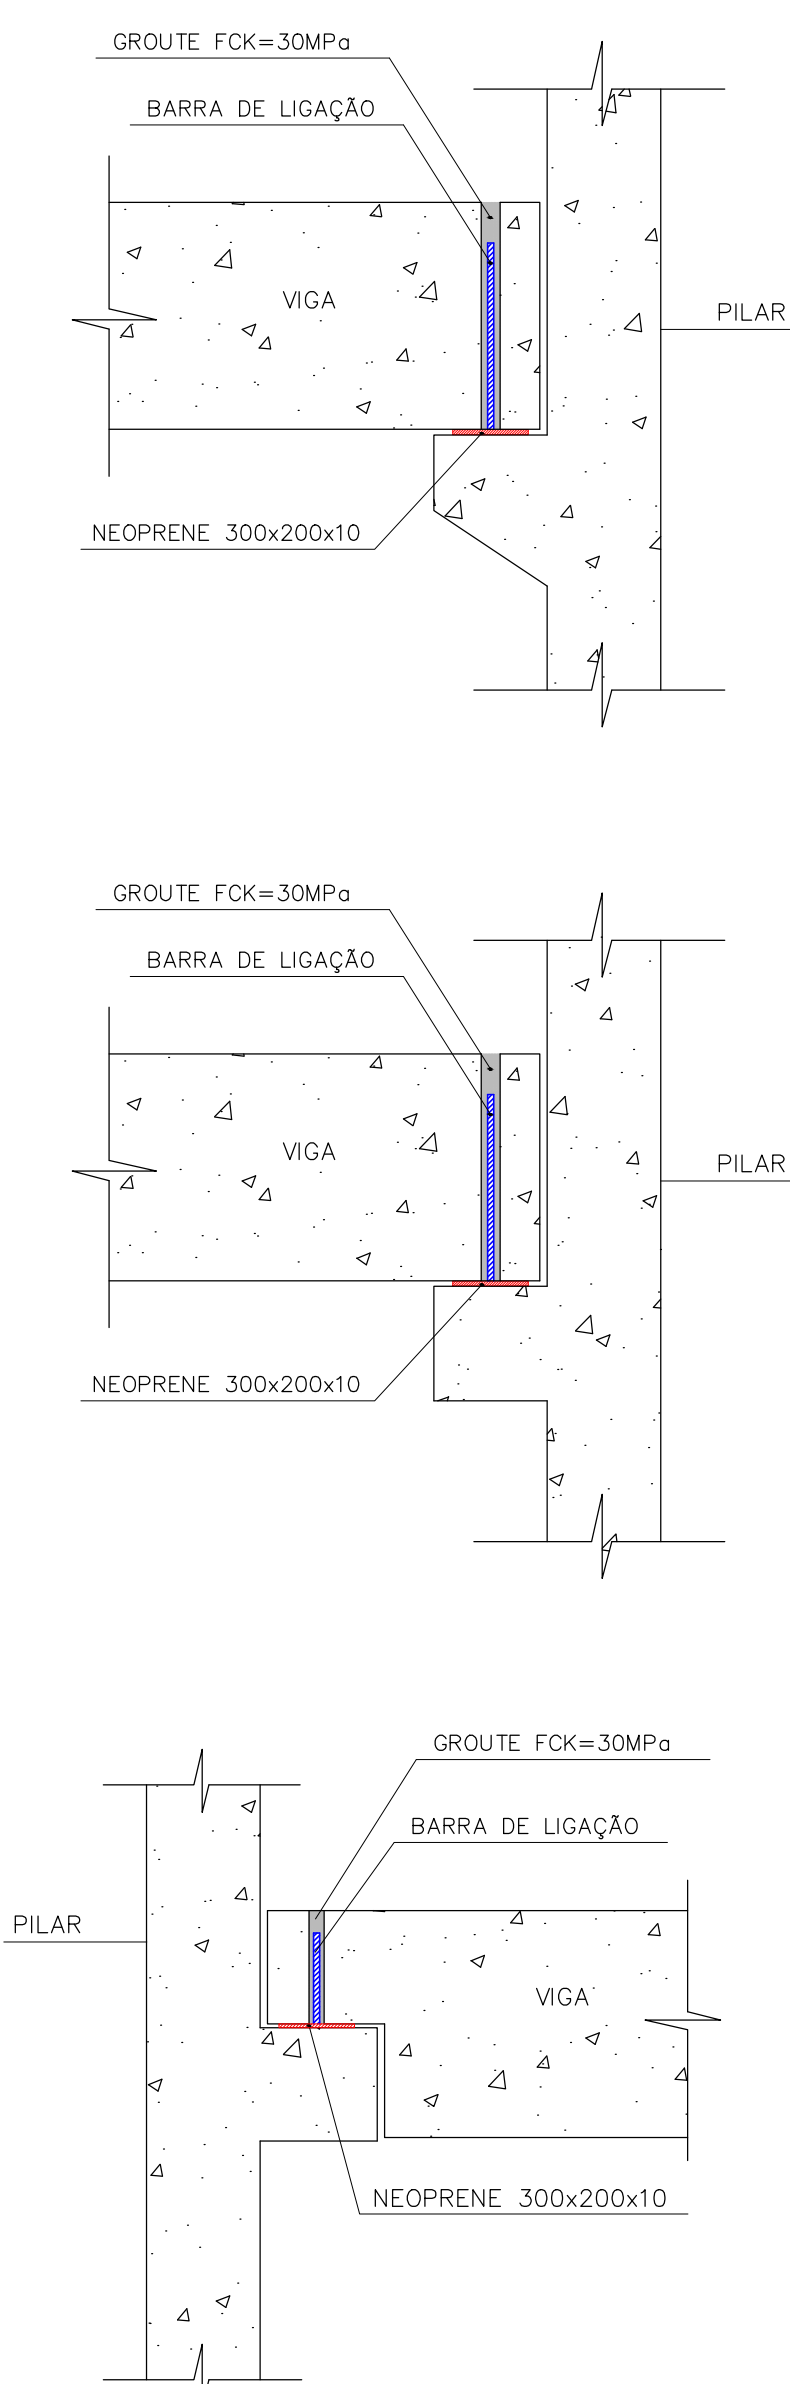 GROUTE FCK=30MPa
BARRA DE LIGAÇÃO
VIGA
PILAR
NEOPRENE 300x200x10
GROUTE FCK=30MPa
BARRA DE LIGAÇÃO
VIGA
PILAR
NEOPRENE 300x200x10
GROUTE FCK=30MPa
BARRA DE LIGAÇÃO
PILAR
VIGA
NEOPRENE 300x200x10